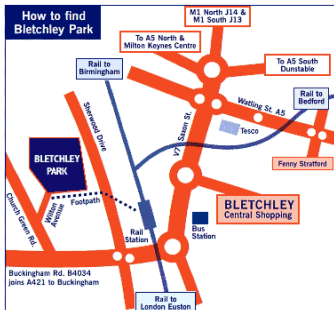 How to find
Bletchley Park
M1 North J14 &
M1 South J13
To A5 North &
Milton Keynes Centre
To A5 South
Dunstable
Rail to
Birmingham
Rail to
Bedford
Watling St. A5
V7 Saxon St.
Tesco
Sherwood Drive
Fenny Stratford
BLETCHLEY
PARK
Church Green Rd.
Wilton
Avenue
Footpath
BLETCHLEY
Central Shopping
Rail
Station
Bus
Station
Buckingham Rd. B4034
joins A421 to Buckingham
Rail to
London Euston